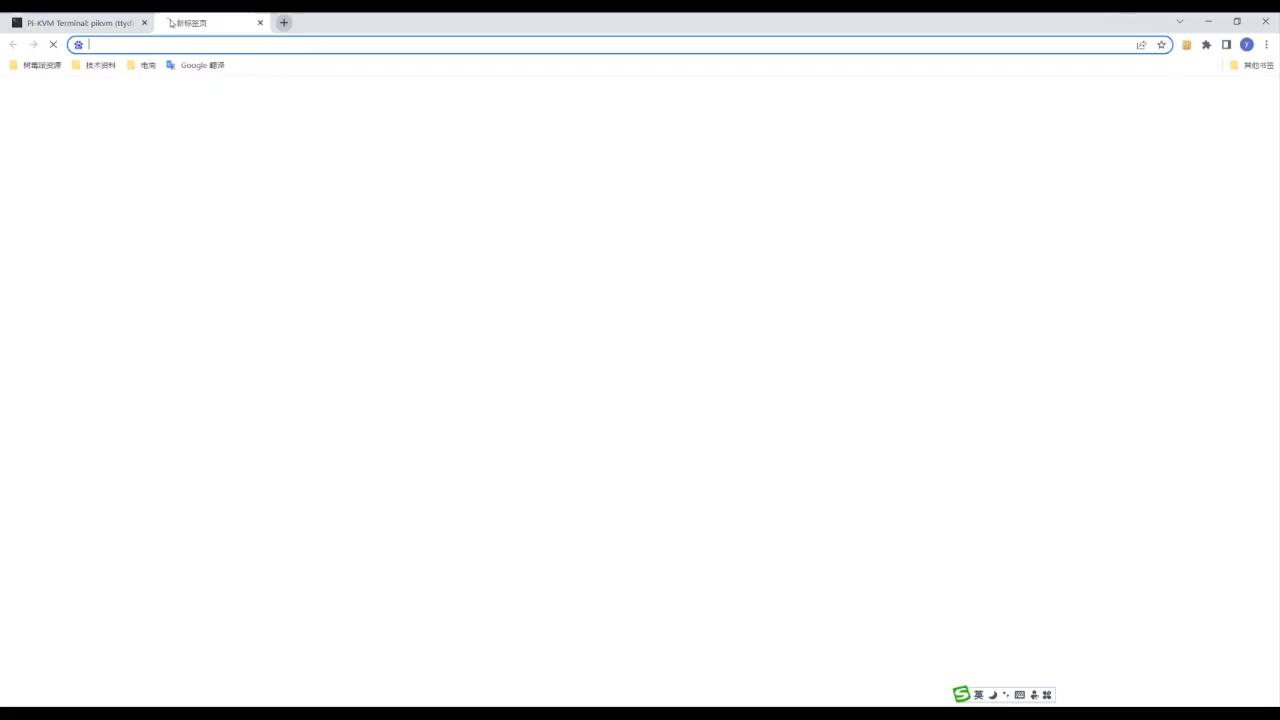 Pi-KVM Terminal: pikvm (ttyd)
新标签页
树莓派资源
技术资料
电商
Google 翻译
其他书签
y
英